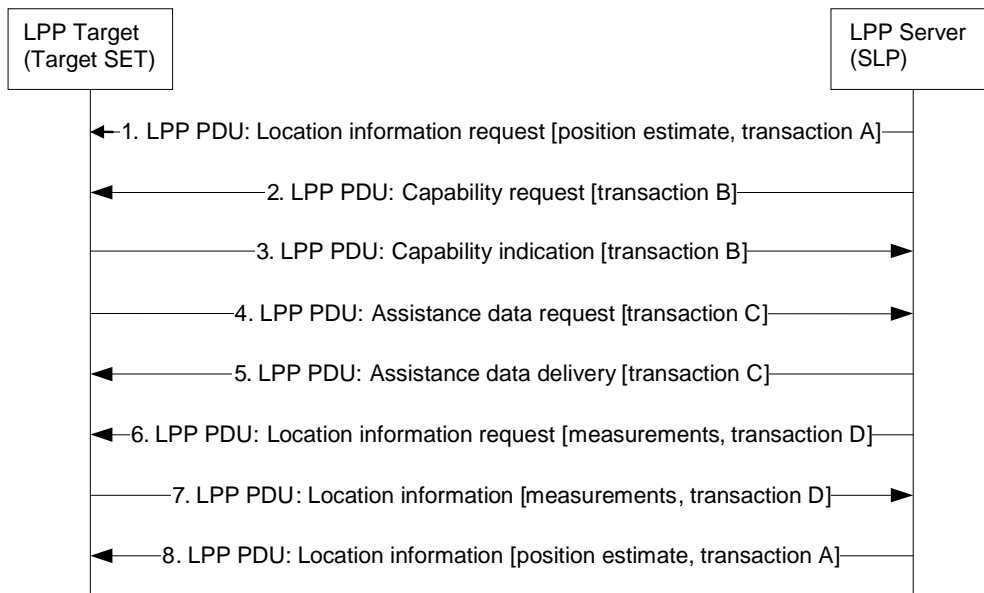 LPP Target
(Target SET)
LPP Server
(SLP)
1. LPP PDU: Location information request [position estimate, transaction A]
2. LPP PDU: Capability request [transaction B]
3. LPP PDU: Capability indication [transaction B]
4. LPP PDU: Assistance data request [transaction C]
5. LPP PDU: Assistance data delivery [transaction C]
6. LPP PDU: Location information request [measurements, transaction D]
7. LPP PDU: Location information [measurements, transaction D]
8. LPP PDU: Location information [position estimate, transaction A]